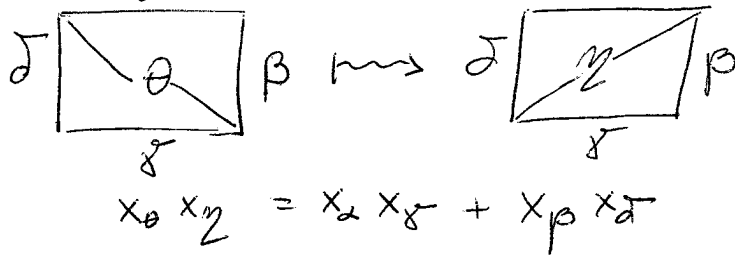 δ θ β ⟼ δ η β
γ γ
x_θ x_η = x_α x_γ + x_β x_δ